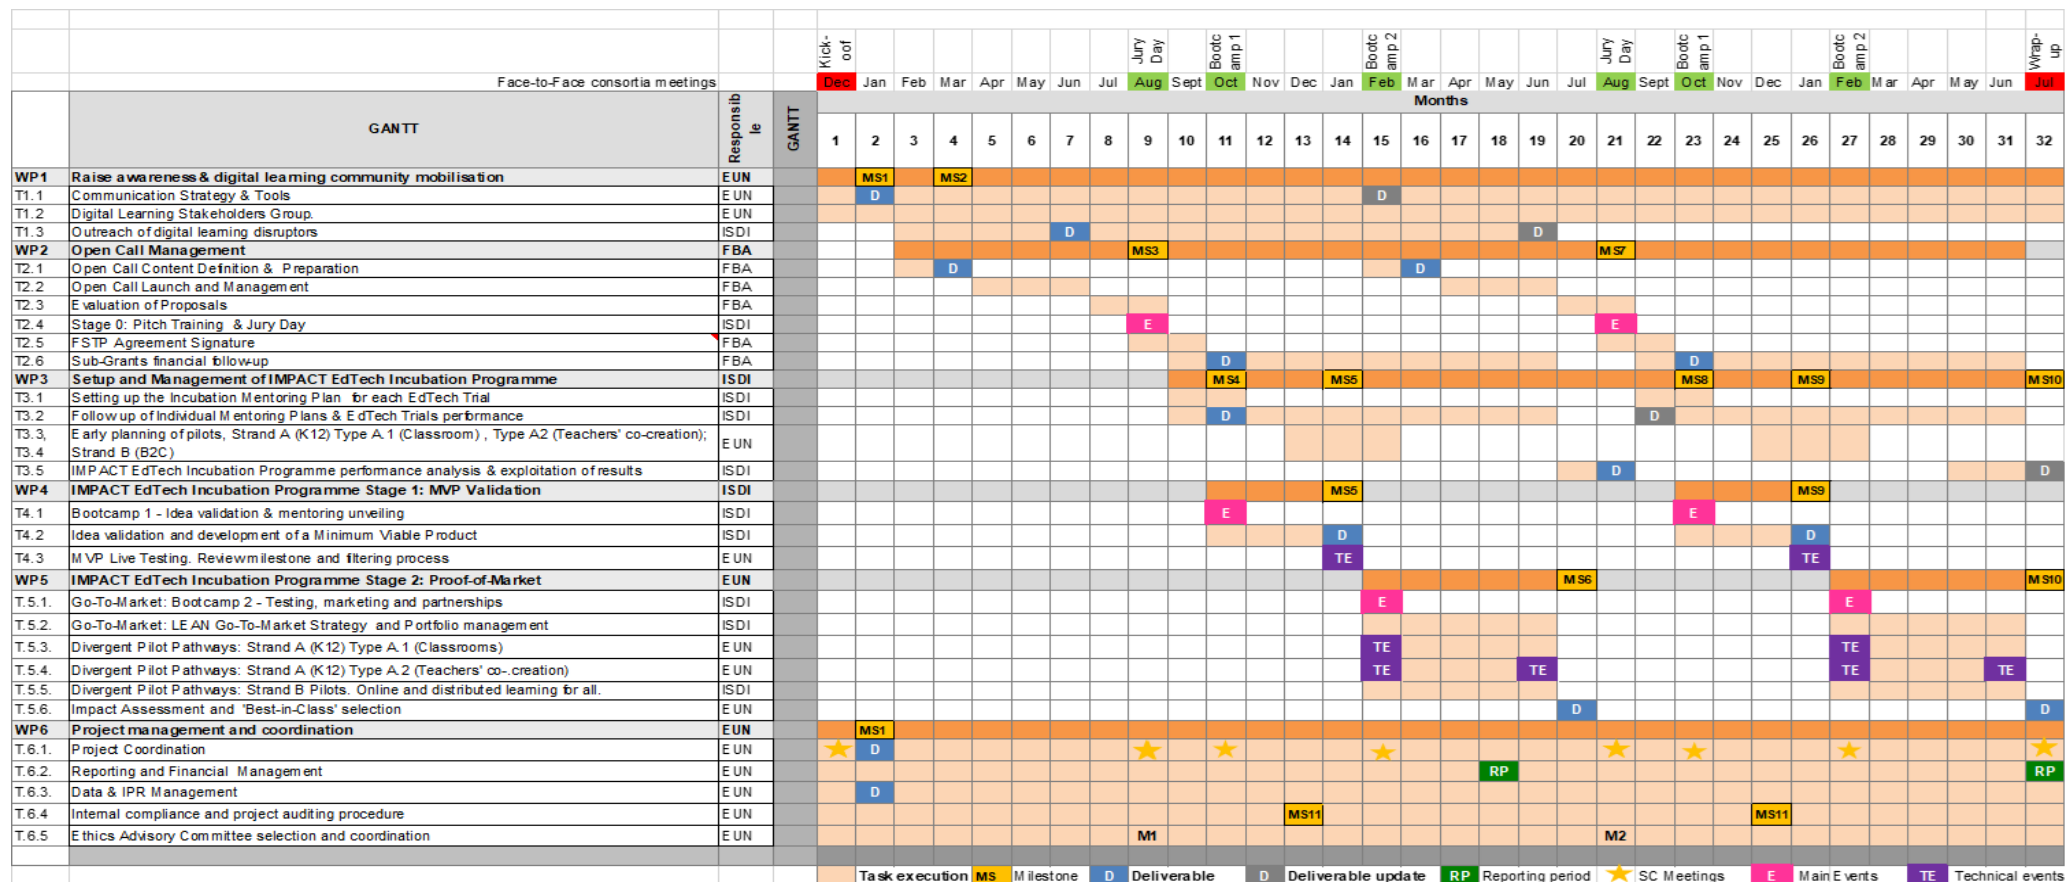 Kick-
oof
Jury
Day
Bootc
amp 1
Bootc
amp 2
Jury
Day
Bootc
amp 1
Bootc
amp 2
Wrap-
up
Face-to-Face consortia meetings Dec Jan Feb Mar Apr May Jun Jul Aug Sept Oct Nov Dec Jan Feb Mar Apr May Jun Jul Aug Sept Oct Nov Dec Jan Feb Mar Apr May Jun Jul
GANTT
Responsib
le
GANTT
Months
1 2 3 4 5 6 7 8 9 10 11 12 13 14 15 16 17 18 19 20 21 22 23 24 25 26 27 28 29 30 31 32
WP1 Raise awareness & digital learning community mobilisation EUN MS1 MS2
T1.1 Communication Strategy & Tools EUN D D
T1.2 Digital Learning Stakeholders Group. EUN
T1.3 Outreach of digital learning disruptors ISDI D D
WP2 Open Call Management FBA MS3 MS7
T2.1 Open Call Content Definition & Preparation FBA D D
T2.2 Open Call Launch and Management FBA
T2.3 Evaluation of Proposals FBA
T2.4 Stage 0: Pitch Training & Jury Day ISDI E E
T2.5 FSTP Agreement Signature FBA
T2.6 Sub-Grants financial follow-up FBA D D
WP3 Setup and Management of IMPACT EdTech Incubation Programme ISDI MS4 MS5 MS8 MS9 MS10
T3.1 Setting up the Incubation Mentoring Plan for each EdTech Trial ISDI
T3.2 Follow up of Individual Mentoring Plans & EdTech Trials performance ISDI D D
T3.3, Early planning of pilots, Strand A (K12) Type A.1 (Classroom) , Type A2 (Teachers' co-creation);
T3.4 Strand B (B2C) EUN
T3.5 IMPACT EdTech Incubation Programme performance analysis & exploitation of results ISDI D D
WP4 IMPACT EdTech Incubation Programme Stage 1: MVP Validation ISDI MS5 MS9
T4.1 Bootcamp 1 - Idea validation & mentoring unveiling ISDI E E
T4.2 Idea validation and development of a Minimum Viable Product ISDI D D
T4.3 MVP Live Testing. Review milestone and filtering process EUN TE TE
WP5 IMPACT EdTech Incubation Programme Stage 2: Proof-of-Market EUN MS6 MS10
T.5.1. Go-To-Market: Bootcamp 2 - Testing, marketing and partnerships ISDI E E
T.5.2. Go-To-Market: LEAN Go-To-Market Strategy and Portfolio management ISDI
T.5.3. Divergent Pilot Pathways: Strand A (K12) Type A.1 (Classrooms) EUN TE TE
T.5.4. Divergent Pilot Pathways: Strand A (K12) Type A.2 (Teachers' co-.creation) EUN TE TE TE TE
T.5.5. Divergent Pilot Pathways: Strand B Pilots. Online and distributed learning for all. ISDI
T.5.6. Impact Assessment and 'Best-in-Class' selection EUN D D
WP6 Project management and coordination EUN MS1
T.6.1. Project Coordination EUN D
T.6.2. Reporting and Financial Management EUN RP RP
T.6.3. Data & IPR Management EUN D
T.6.4 Internal compliance and project auditing procedure EUN MS11 MS11
T.6.5 Ethics Advisory Committee selection and coordination EUN M1 M2
Task execution MS Milestone D Deliverable D Deliverable update RP Reporting period SC Meetings E Main Events TE Technical events